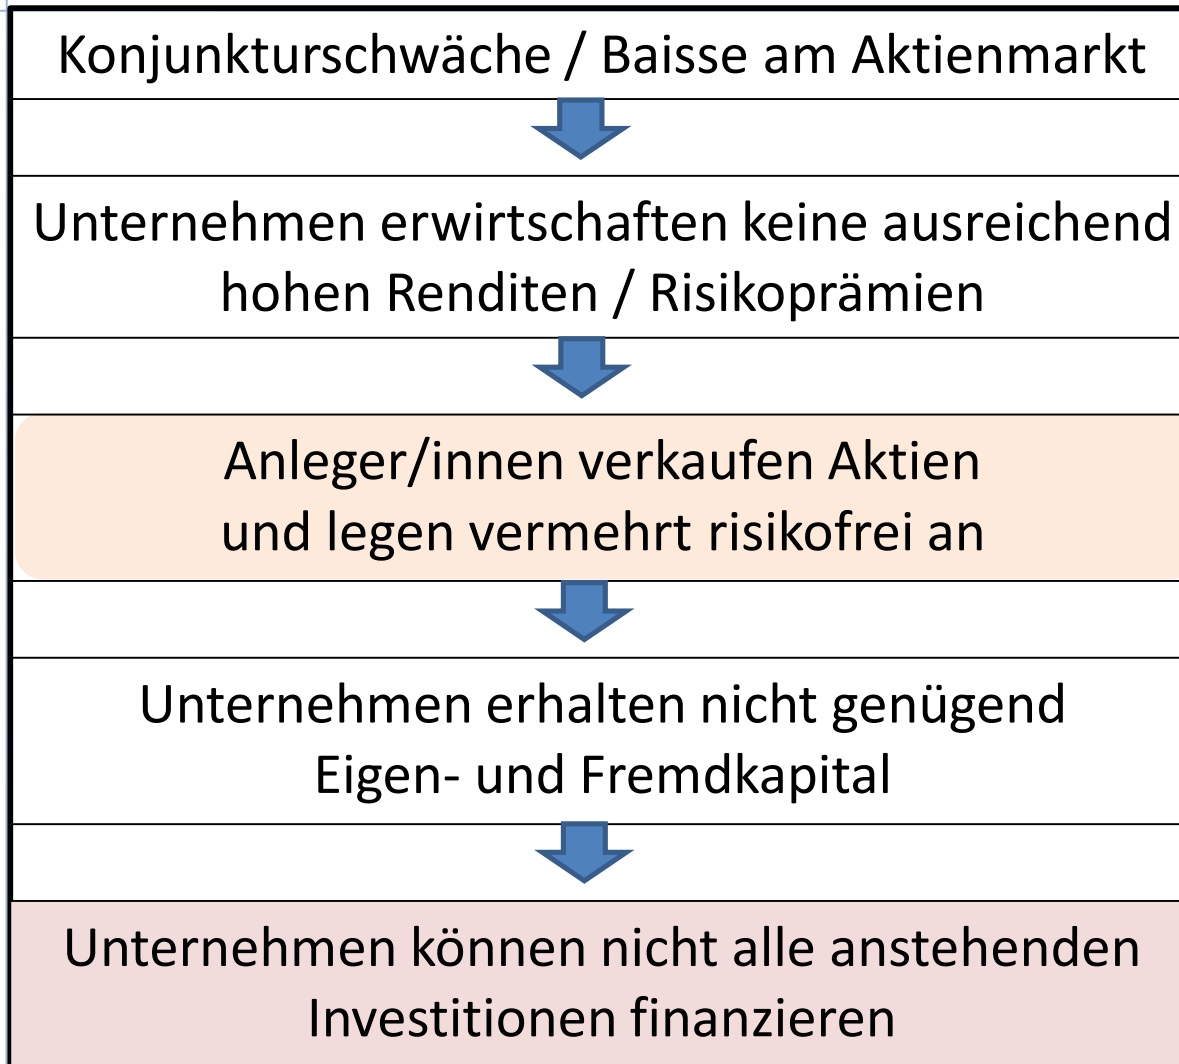 Konjunkturschwäche / Baisse am Aktienmarkt
Unternehmen erwirtschaften keine ausreichend
hohen Renditen / Risikoprämien
Anleger/innen verkaufen Aktien
und legen vermehrt risikofrei an
Unternehmen erhalten nicht genügend
Eigen- und Fremdkapital
Unternehmen können nicht alle anstehenden
Investitionen finanzieren